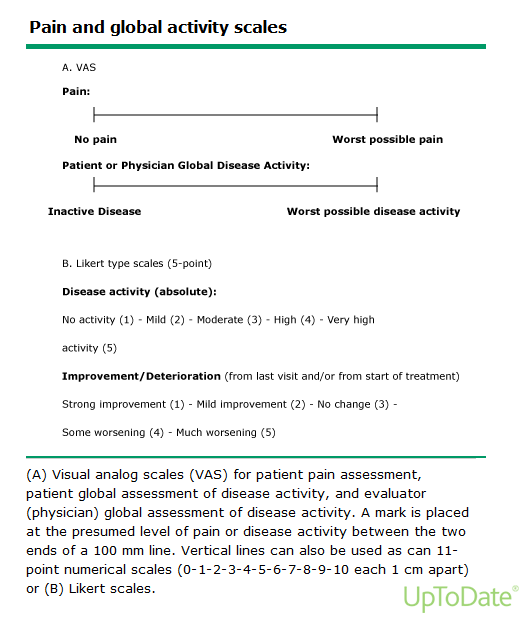 Pain and global activity scales
A. VAS
Pain:
No pain Worst possible pain
Patient or Physician Global Disease Activity:
Inactive Disease Worst possible disease activity
B. Likert type scales (5-point)
Disease activity (absolute):
No activity (1) - Mild (2) - Moderate (3) - High (4) - Very high
activity (5)
Improvement/Deterioration (from last visit and/or from start of treatment)
Strong improvement (1) - Mild improvement (2) - No change (3) -
Some worsening (4) - Much worsening (5)
(A) Visual analog scales (VAS) for patient pain assessment,
patient global assessment of disease activity, and evaluator
(physician) global assessment of disease activity. A mark is placed
at the presumed level of pain or disease activity between the two
ends of a 100 mm line. Vertical lines can also be used as can 11-
point numerical scales (0-1-2-3-4-5-6-7-8-9-10 each 1 cm apart)
or (B) Likert scales.
UpToDate®